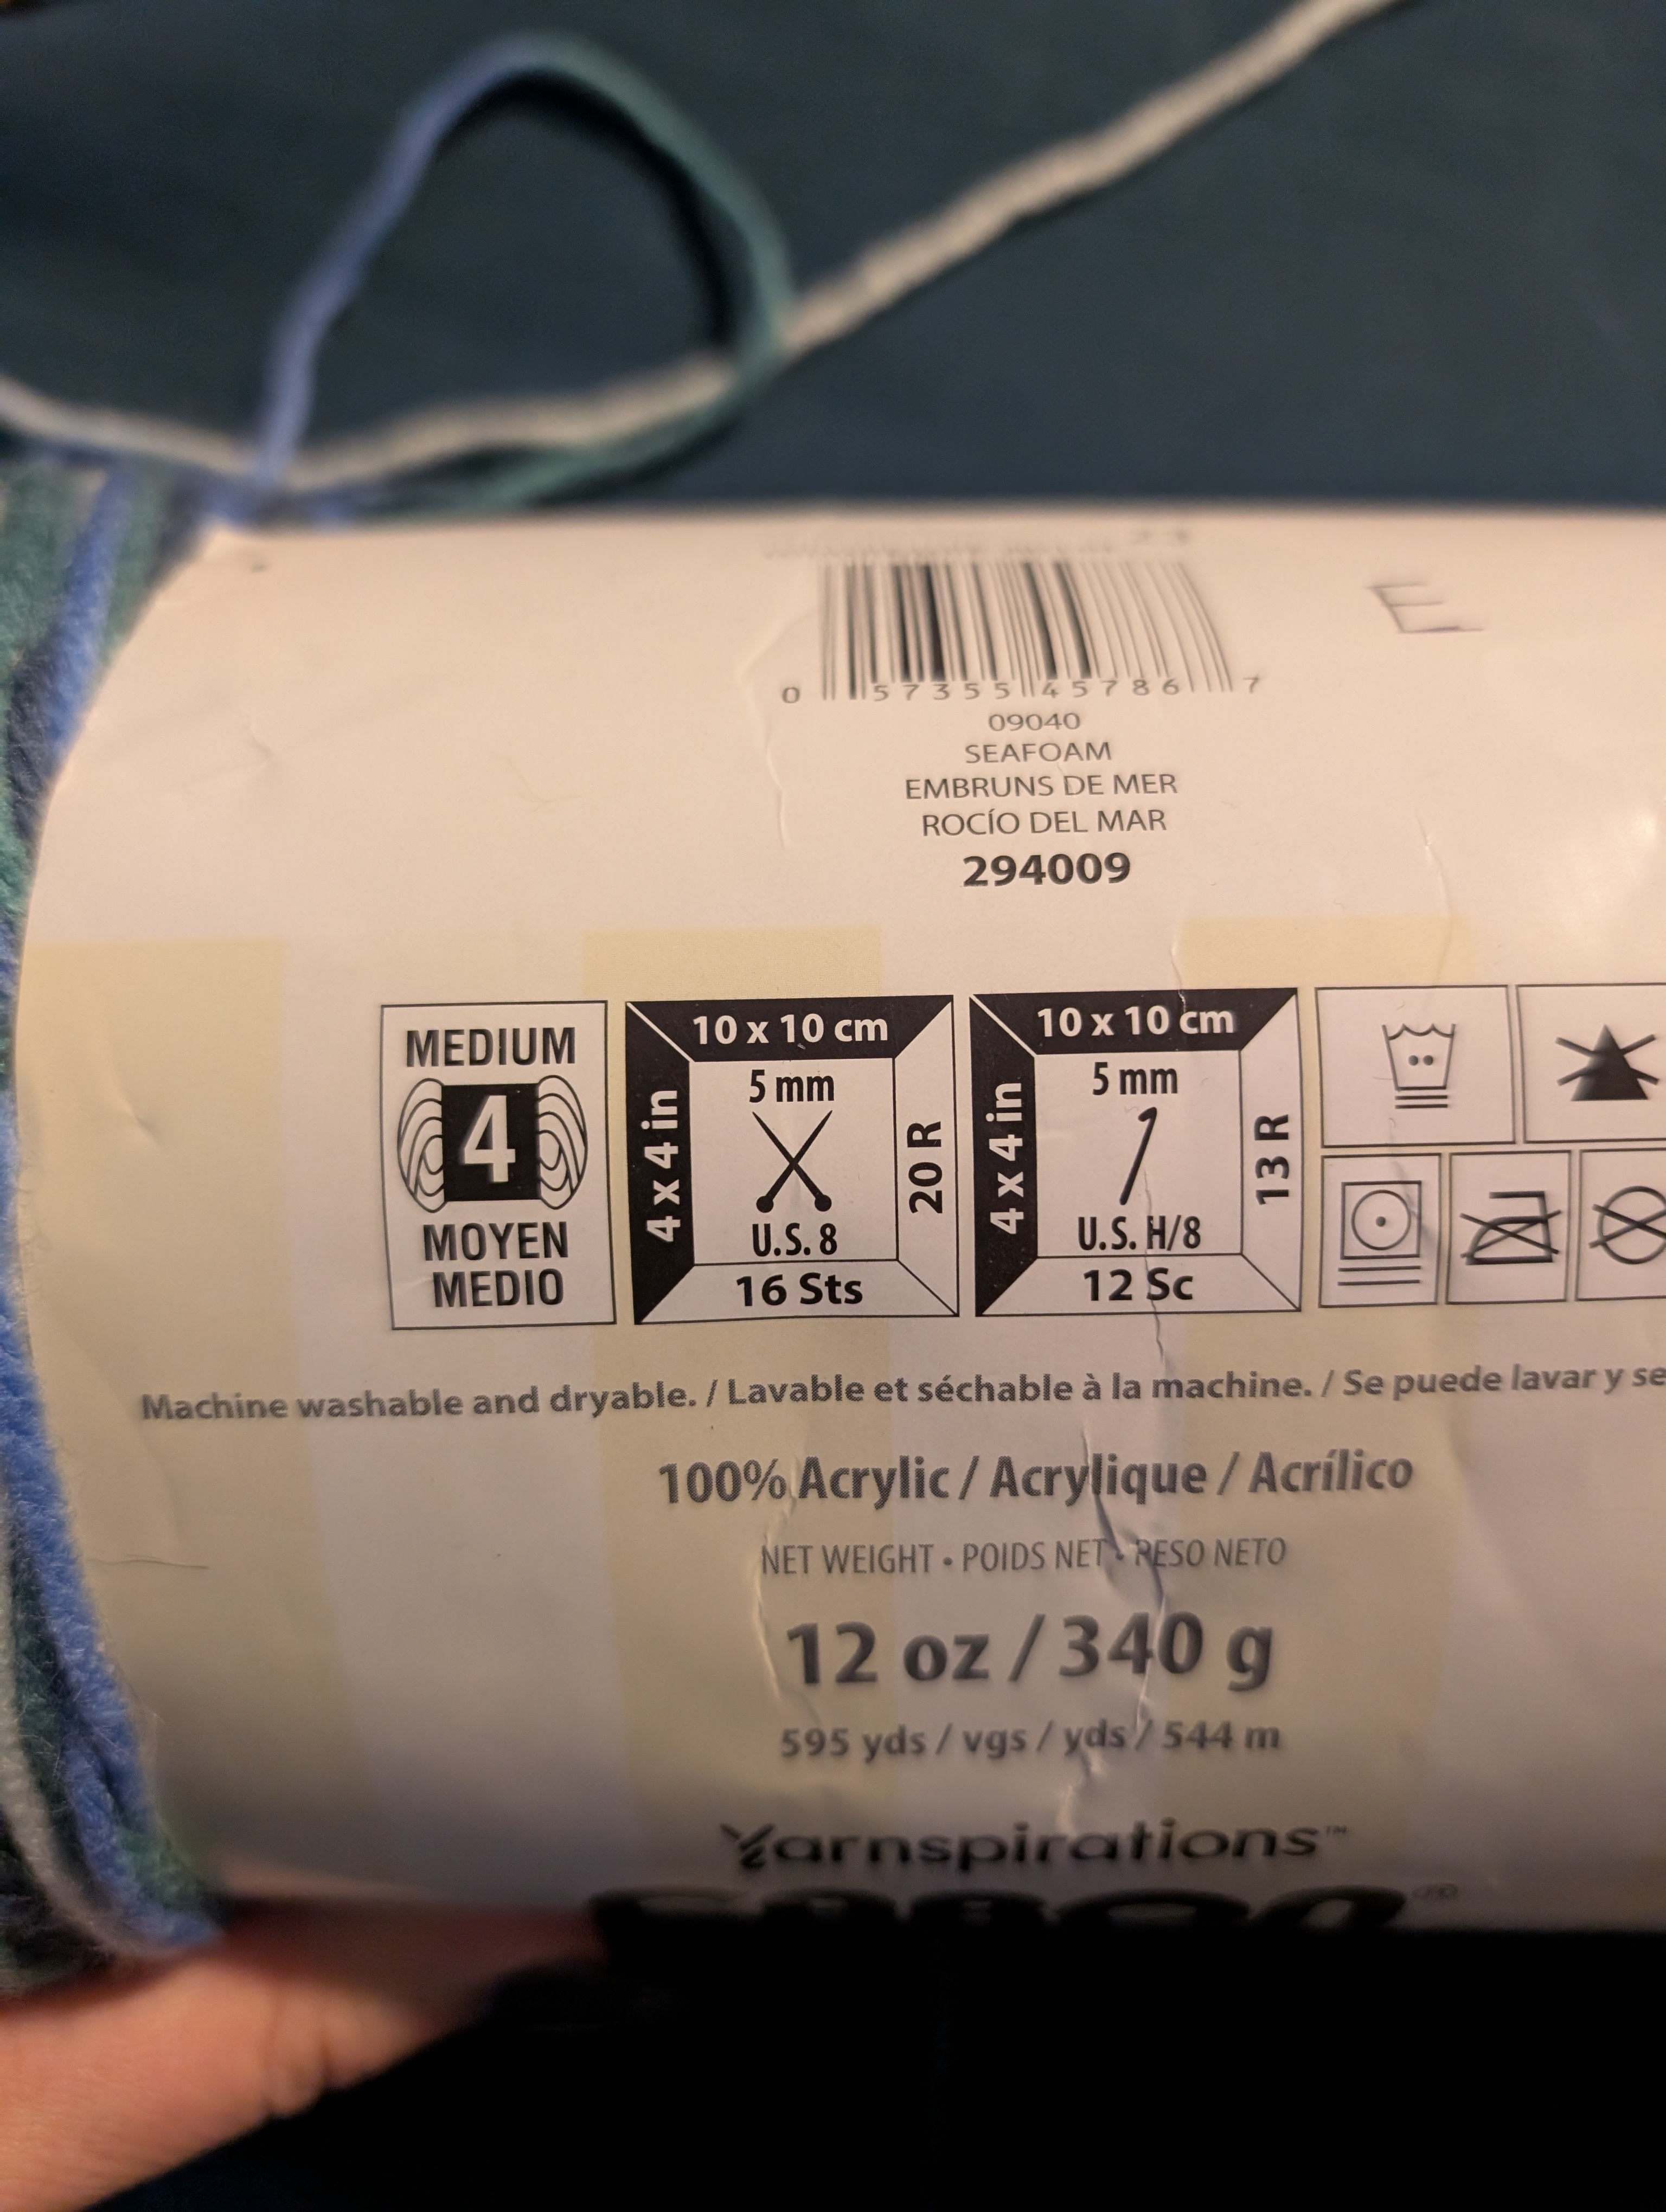 E
0 57355 45786 7
09040
SEAFOAM
EMBRUNS DE MER
ROCÍO DEL MAR
294009
MEDIUM
4
MOYEN
MEDIO
10 x 10 cm
4 x 4 in
5 mm
U.S. 8
20 R
16 Sts
10 x 10 cm
4 x 4 in
5 mm
U.S. H/8
13 R
12 Sc
Machine washable and dryable. / Lavable et séchable à la machine. / Se puede lavar y se
100% Acrylic / Acrylique / Acrílico
NET WEIGHT • POIDS NET • PESO NETO
12 oz / 340 g
595 yds / vgs / yds / 544 m
Yarnspirations™